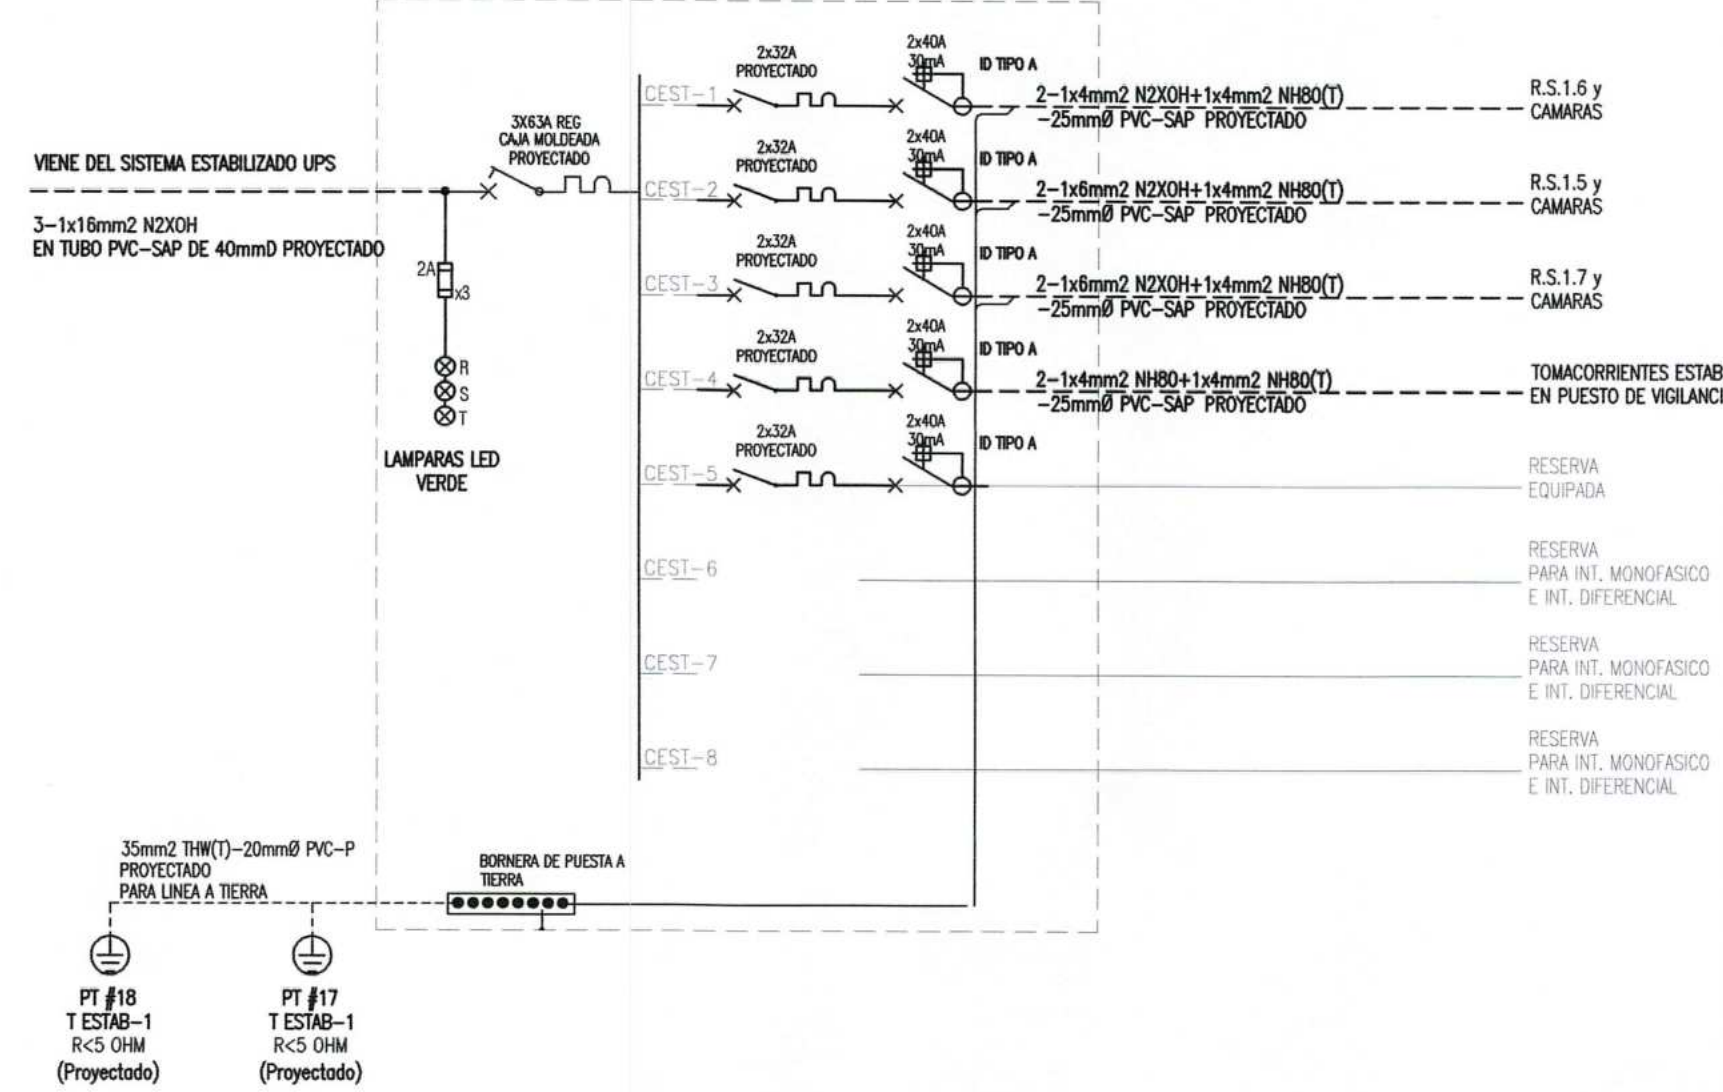 VIENE DEL SISTEMA ESTABILIZADO UPS
3-1x16mm2 N2XOH
EN TUBO PVC-SAP DE 40mmD PROYECTADO
2A
x3
R
S
T
LAMPARAS LED
VERDE
3X63A REG
CAJA MOLDEADA
PROYECTADO
CEST-1
2x32A
PROYECTADO
2x40A
30mA
ID TIPO A
2-1x4mm2 N2XOH+1x4mm2 NH80(T)
-25mmØ PVC-SAP PROYECTADO
R.S.1.6 y
CAMARAS
CEST-2
2x32A
PROYECTADO
2x40A
30mA
ID TIPO A
2-1x6mm2 N2XOH+1x4mm2 NH80(T)
-25mmØ PVC-SAP PROYECTADO
R.S.1.5 y
CAMARAS
CEST-3
2x32A
PROYECTADO
2x40A
30mA
ID TIPO A
2-1x6mm2 N2XOH+1x4mm2 NH80(T)
-25mmØ PVC-SAP PROYECTADO
R.S.1.7 y
CAMARAS
CEST-4
2x32A
PROYECTADO
2x40A
30mA
ID TIPO A
2-1x4mm2 NH80+1x4mm2 NH80(T)
-25mmØ PVC-SAP PROYECTADO
TOMACORRIENTES ESTAB
EN PUESTO DE VIGILANCI
CEST-5
2x32A
PROYECTADO
2x40A
30mA
ID TIPO A
RESERVA
EQUIPADA
CEST-6
RESERVA
PARA INT. MONOFASICO
E INT. DIFERENCIAL
CEST-7
RESERVA
PARA INT. MONOFASICO
E INT. DIFERENCIAL
CEST-8
RESERVA
PARA INT. MONOFASICO
E INT. DIFERENCIAL
35mm2 THW(T)-20mmØ PVC-P
PROYECTADO
PARA LINEA A TIERRA
BORNERA DE PUESTA A
TIERRA
PT #18
T ESTAB-1
R<5 OHM
(Proyectado)
PT #17
T ESTAB-1
R<5 OHM
(Proyectado)